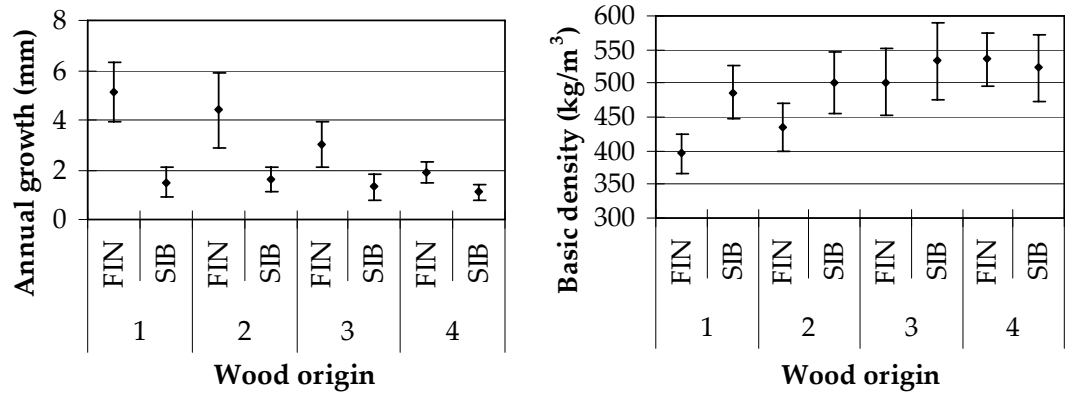 Annual growth (mm)
8
6
4
2
0
FIN
SIB
FIN
SIB
FIN
SIB
FIN
SIB
1 2 3 4
Wood origin
Basic density (kg/m³)
600
550
500
450
400
350
300
FIN
SIB
FIN
SIB
FIN
SIB
FIN
SIB
1 2 3 4
Wood origin